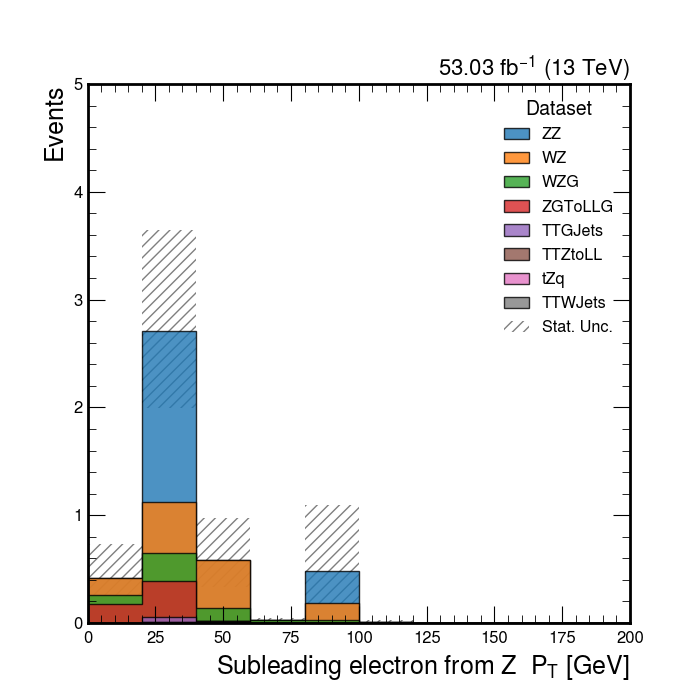 53.03 fb⁻¹ (13 TeV)
Events
5
4
3
2
1
0
Dataset
ZZ
WZ
WZG
ZGToLLG
TTGJets
TTZtoLL
tZq
TTWJets
Stat. Unc.
0 25 50 75 100 125 150 175 200
Subleading electron from Z P_T [GeV]